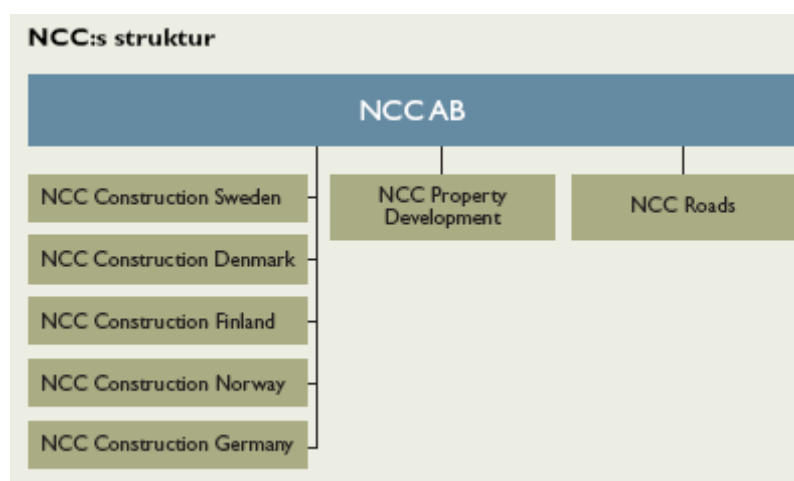 NCC:s struktur
NCC AB
NCC Construction Sweden
NCC Construction Denmark
NCC Construction Finland
NCC Construction Norway
NCC Construction Germany
NCC Property
Development
NCC Roads